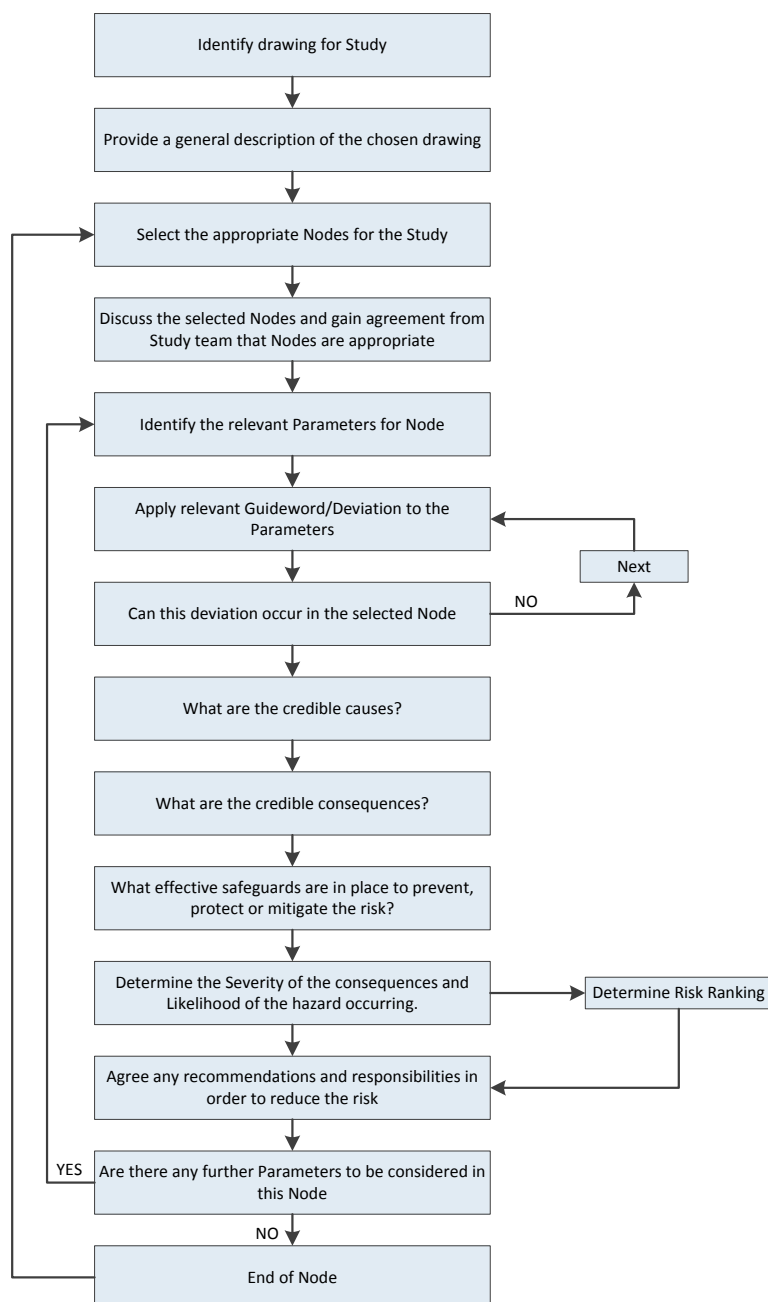 Identify drawing for Study
Provide a general description of the chosen drawing
Select the appropriate Nodes for the Study
Discuss the selected Nodes and gain agreement from
Study team that Nodes are appropriate
Identify the relevant Parameters for Node
Apply relevant Guideword/Deviation to the
Parameters
Next
Can this deviation occur in the selected Node
NO
What are the credible causes?
What are the credible consequences?
What effective safeguards are in place to prevent,
protect or mitigate the risk?
Determine the Severity of the consequences and
Likelihood of the hazard occurring.
Determine Risk Ranking
Agree any recommendations and responsibilities in
order to reduce the risk
YES
Are there any further Parameters to be considered in
this Node
NO
End of Node